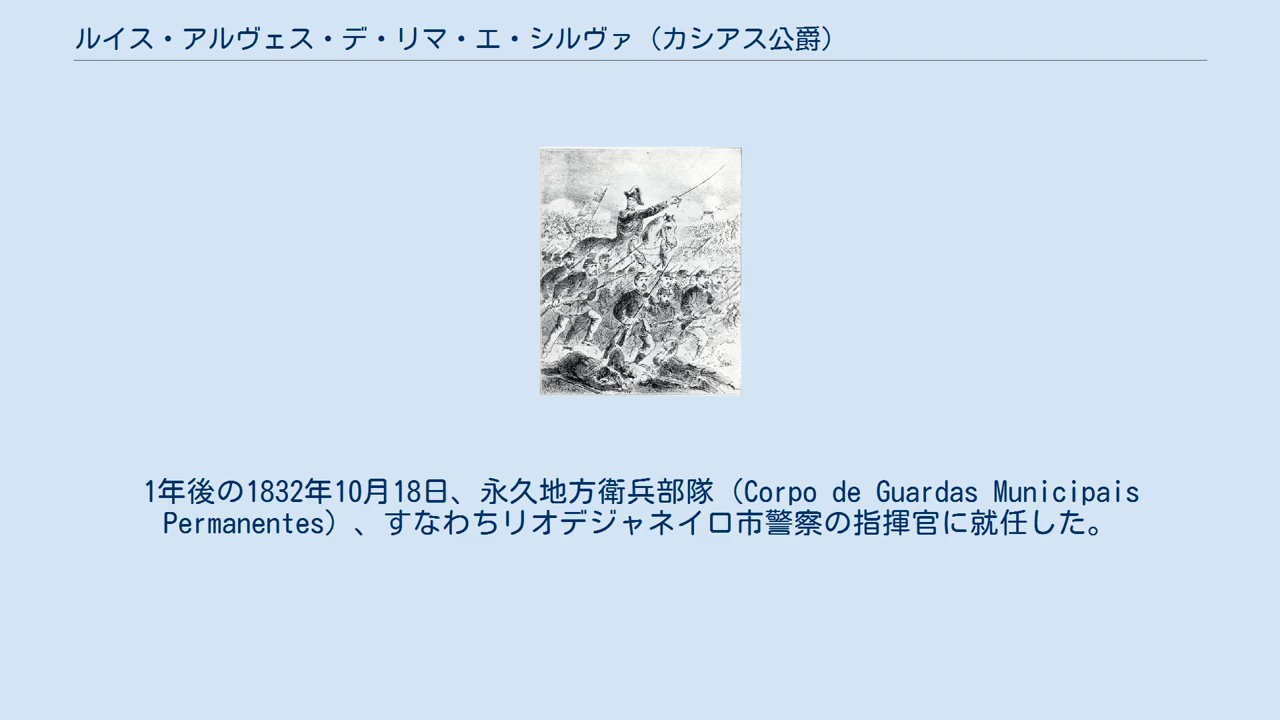 ルイス・アルヴェス・デ・リマ・エ・シルヴァ（カシアス公爵）
1年後の1832年10月18日、永久地方衛兵部隊（Corpo de Guardas Municipais
Permanentes）、すなわちリオデジャネイロ市警察の指揮官に就任した。